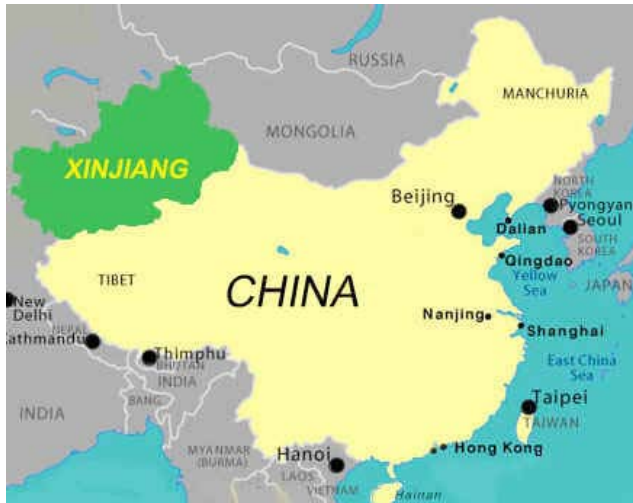 RUSSIA
MANCHURIA
MONGOLIA
XINJIANG
NORTH
KOREA
Beijing
Pyongyan
Seoul
Dalian
SOUTH
KOREA
Qingdao
TIBET
CHINA
Yellow
Sea
JAPAN
New
Delhi
NEPAL
Kathmandu
Nanjing
Shanghai
Thimphu
BHUTAN
INDIA
East China
Sea
BANG.
Taipei
INDIA
TAIWAN
MYANMAR
(BURMA)
Hanoi
Hong Kong
LAOS
VIETNAM
Hainan